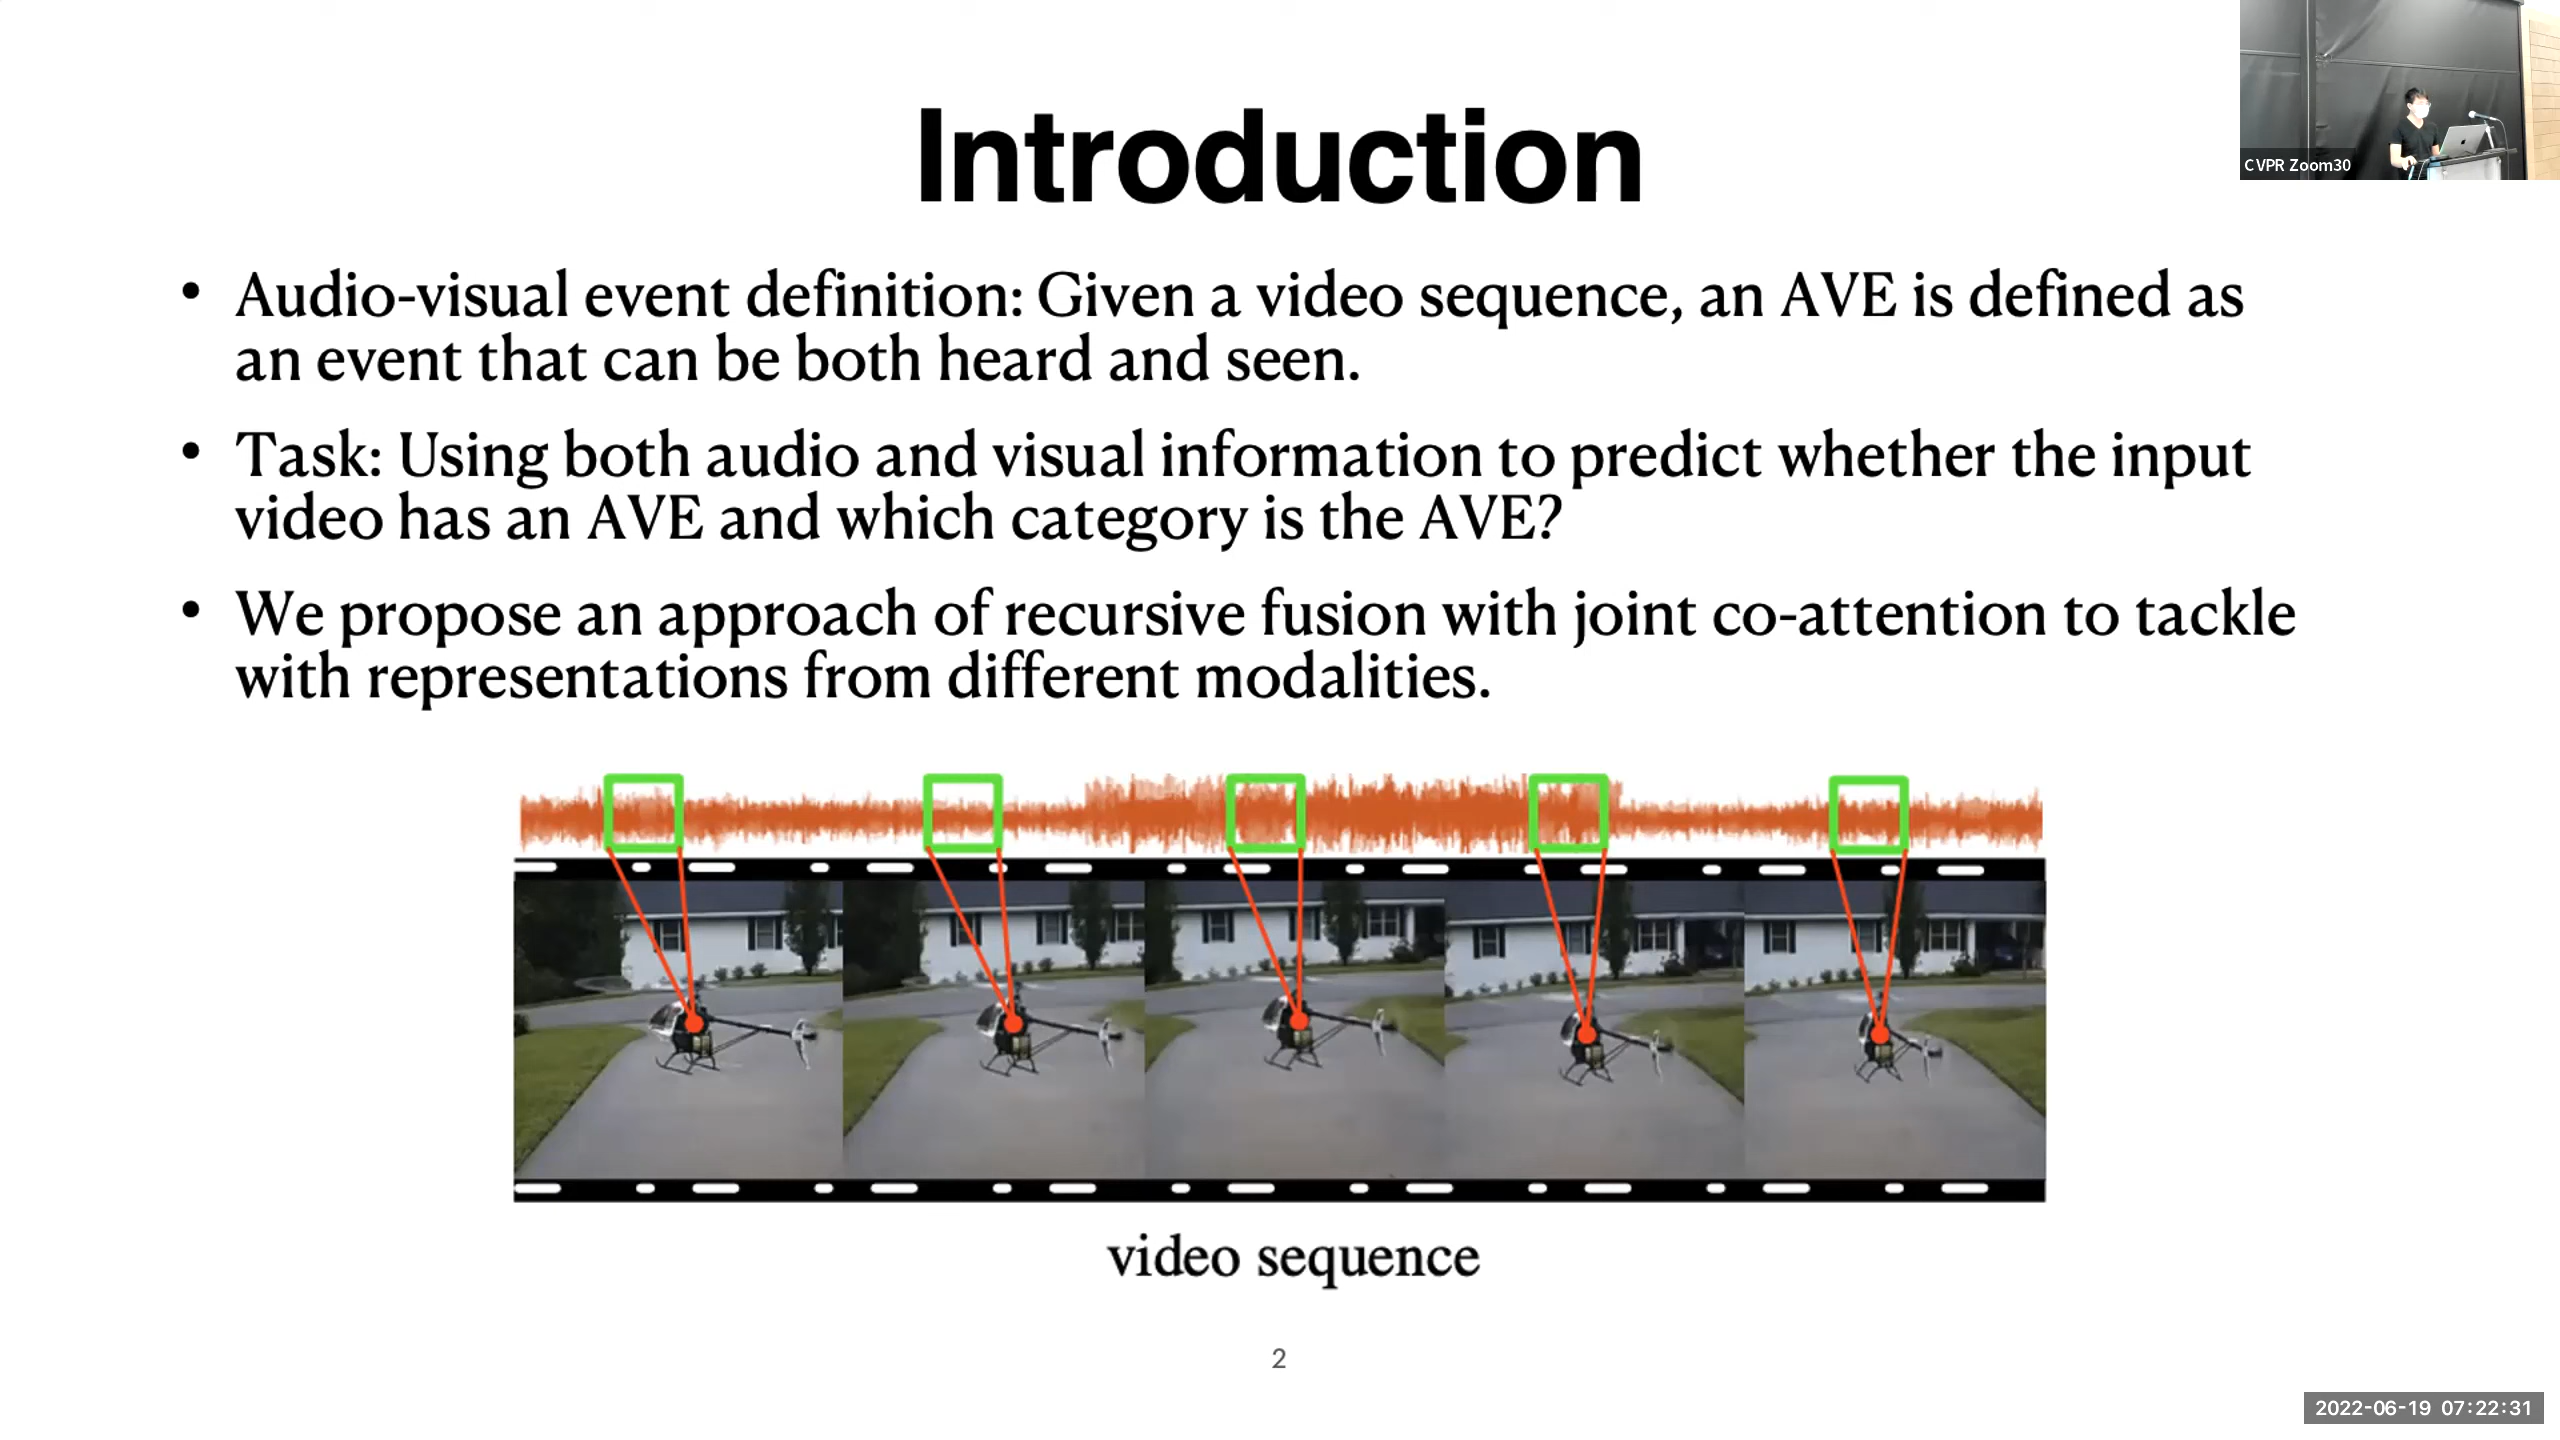 Introduction
CVPR Zoom30
• Audio-visual event definition: Given a video sequence, an AVE is defined as
an event that can be both heard and seen.
• Task: Using both audio and visual information to predict whether the input
video has an AVE and which category is the AVE?
• We propose an approach of recursive fusion with joint co-attention to tackle
with representations from different modalities.
video sequence
2
2022-06-19 07:22:31